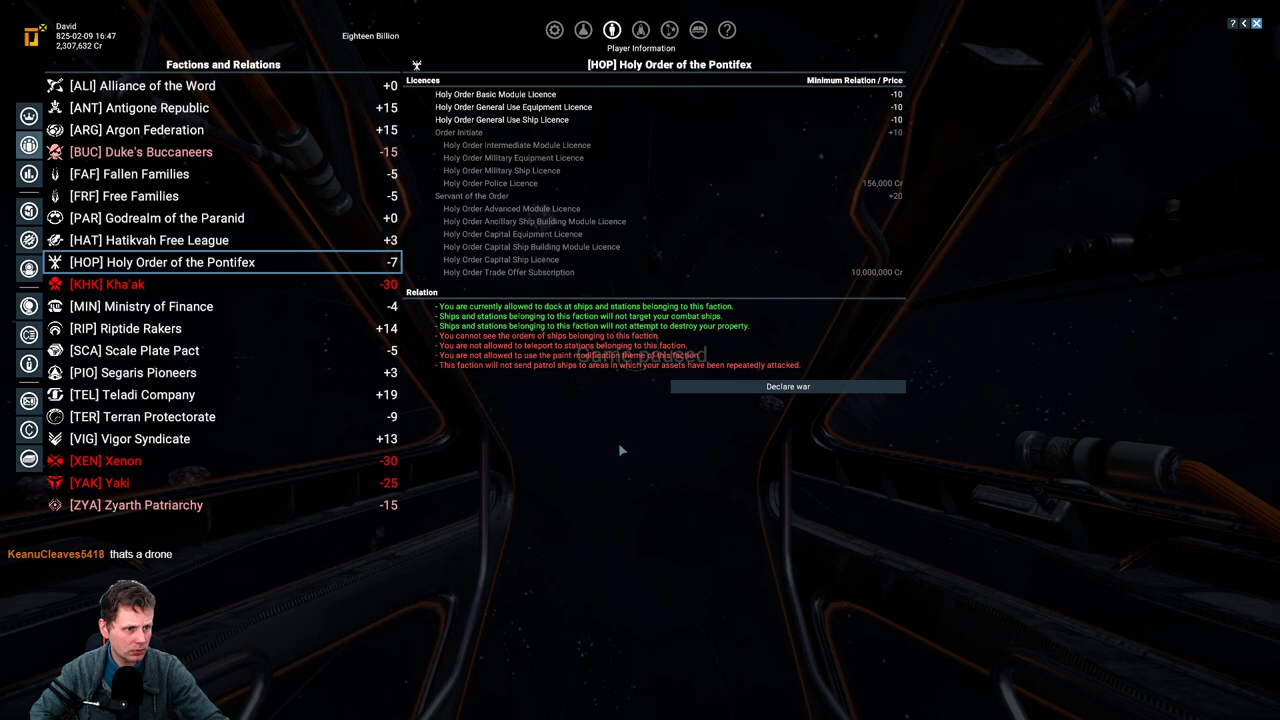 David
825-02-09 16:47
2,307,632 Cr
Eighteen Billion
Player Information
? < X
Factions and Relations
[ALI] Alliance of the Word +0
[ANT] Antigone Republic +15
[ARG] Argon Federation +15
[BUC] Duke's Buccaneers -15
[FAF] Fallen Families -5
[FRF] Free Families -5
[PAR] Godrealm of the Paranid +0
[HAT] Hatikvah Free League +3
[HOP] Holy Order of the Pontifex -7
[KHK] Kha'ak -30
[MIN] Ministry of Finance -4
[RIP] Riptide Rakers +14
[SCA] Scale Plate Pact -5
[PIO] Segaris Pioneers +3
[TEL] Teladi Company +19
[TER] Terran Protectorate -9
[VIG] Vigor Syndicate +13
[XEN] Xenon -30
[YAK] Yaki -25
[ZYA] Zyarth Patriarchy -15
[HOP] Holy Order of the Pontifex
Licences Minimum Relation / Price
Holy Order Basic Module Licence -10
Holy Order General Use Equipment Licence -10
Holy Order General Use Ship Licence -10
Order Initiate +10
Holy Order Intermediate Module Licence
Holy Order Military Equipment Licence
Holy Order Military Ship Licence
Holy Order Police Licence 156,000 Cr
Servant of the Order +20
Holy Order Advanced Module Licence
Holy Order Ancillary Ship Building Module Licence
Holy Order Capital Equipment Licence
Holy Order Capital Ship Building Module Licence
Holy Order Capital Ship Licence
Holy Order Trade Offer Subscription 10,000,000 Cr
Relation
- You are currently allowed to dock at ships and stations belonging to this faction.
- Ships and stations belonging to this faction will not target your combat ships.
- Ships and stations belonging to this faction will not attempt to destroy your property.
- You cannot see the orders of ships belonging to this faction.
- You are not allowed to teleport to stations belonging to this faction.
- You are not allowed to use the paint modification theme of this faction.
- This faction will not send patrol ships to areas in which your assets have been repeatedly attacked.
Game paused
Declare war
KeanuCleaves5418 thats a drone